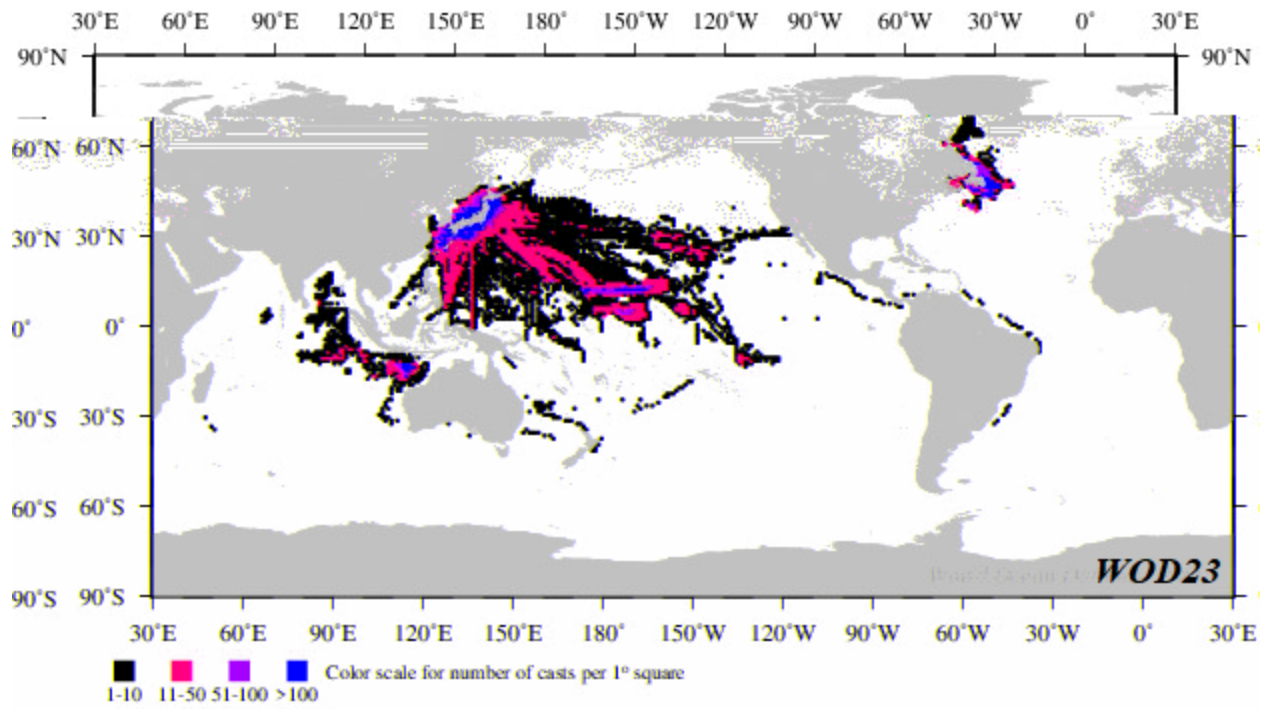 30˚E 60˚E 90˚E 120˚E 150˚E 180˚ 150˚W 120˚W 90˚W 60˚W 30˚W 0˚ 30˚E
90˚N 90˚N
60˚N 60˚N
30˚N 30˚N
0˚ 0˚
30˚S 30˚S
60˚S 60˚S
WOD23
90˚S 90˚S
30˚E 60˚E 90˚E 120˚E 150˚E 180˚ 150˚W 120˚W 90˚W 60˚W 30˚W 0˚ 30˚E
Color scale for number of casts per 1° square
1-10 11-50 51-100 >100